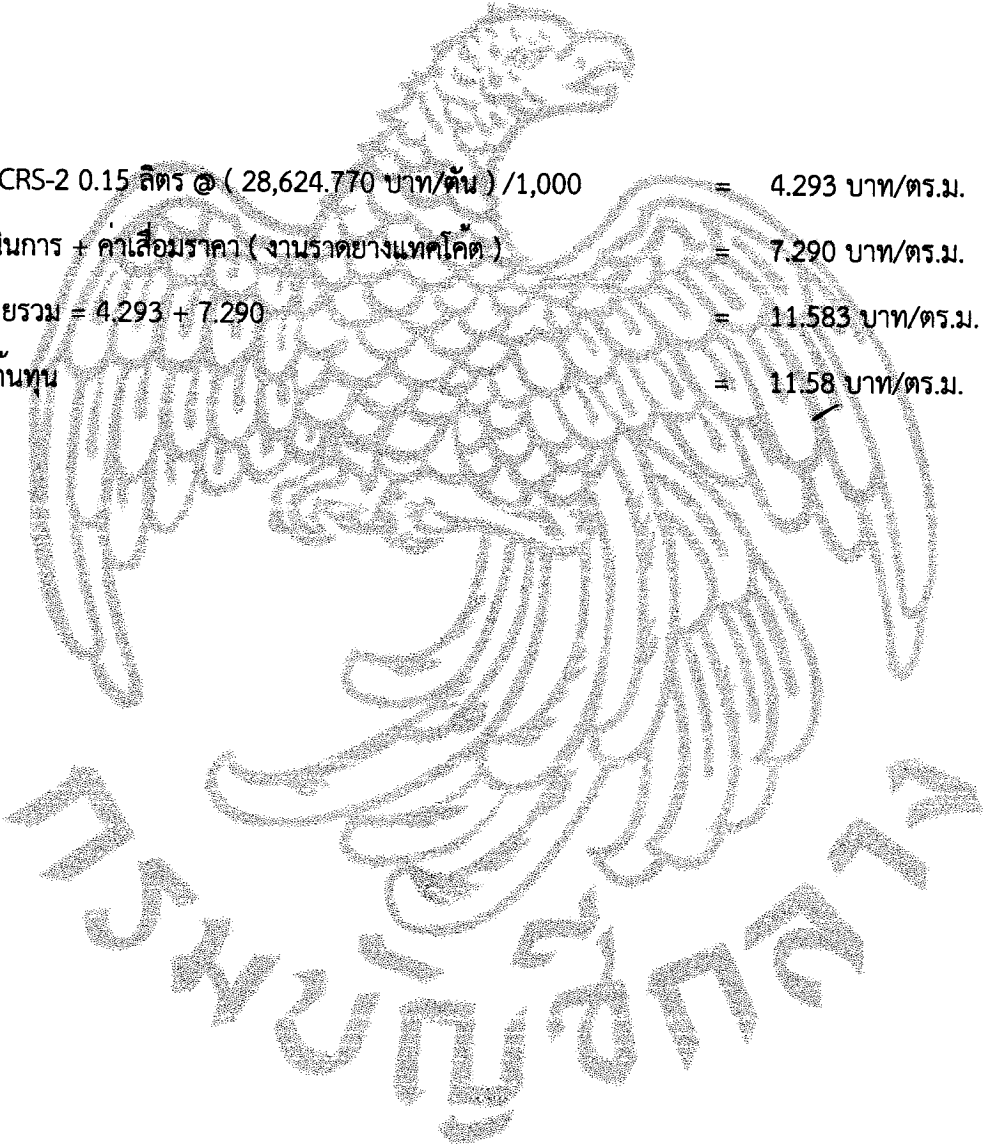 CRS-2 0.15 ลิตร @ ( 28,624.770 บาท/ตัน ) /1,000 = 4.293 บาท/ตร.ม.
นินการ + ค่าเสื่อมราคา ( งานราดยางแทคโค้ต ) = 7.290 บาท/ตร.ม.
ยรวม = 4.293 + 7.290 = 11.583 บาท/ตร.ม.
้นทุน = 11.58 บาท/ตร.ม.
กรมบัญชีกลาง